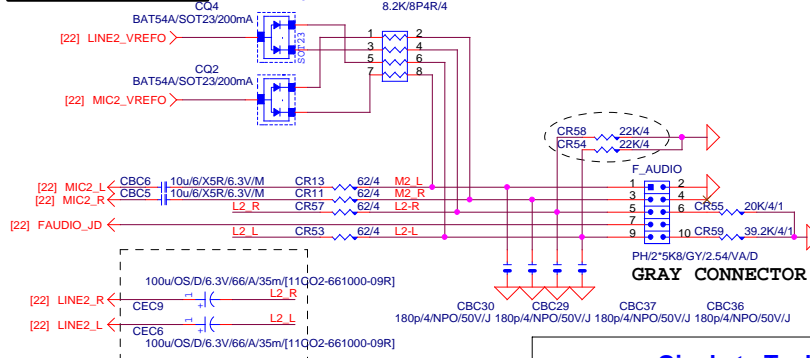 CQ4
BAT54A/SOT23/200mA
8.2K/8P4R/4
[22] LINE2_VREFO
SOT23
1 2
3 4
5 6
7 8
CQ2
BAT54A/SOT23/200mA
[22] MIC2_VREFO
CR58 22K/4
CR54 22K/4
F_AUDIO
[22] MIC2_L CBC6 10u/6/X5R/6.3V/M CR13 62/4 M2_L 1 2
[22] MIC2_R CBC5 10u/6/X5R/6.3V/M CR11 62/4 M2_R 3 4
L2_R CR57 62/4 L2-R 5 6 CR55 20K/4/1
[22] FAUDIO_JD 7
L2_L CR53 62/4 L2-L 9 10 CR59 39.2K/4/1
PH/2*5K8/GY/2.54/VA/D
GRAY CONNECTOR
100u/OS/D/6.3V/66/A/35m/[11CO2-661000-09R]
[22] LINE2_R 1 + L2_R
CEC9
[22] LINE2_L 1 + L2_L
CEC6
100u/OS/D/6.3V/66/A/35m/[11CO2-661000-09R]
CBC30 CBC29 CBC37 CBC36
180p/4/NPO/50V/J 180p/4/NPO/50V/J 180p/4/NPO/50V/J 180p/4/NPO/50V/J